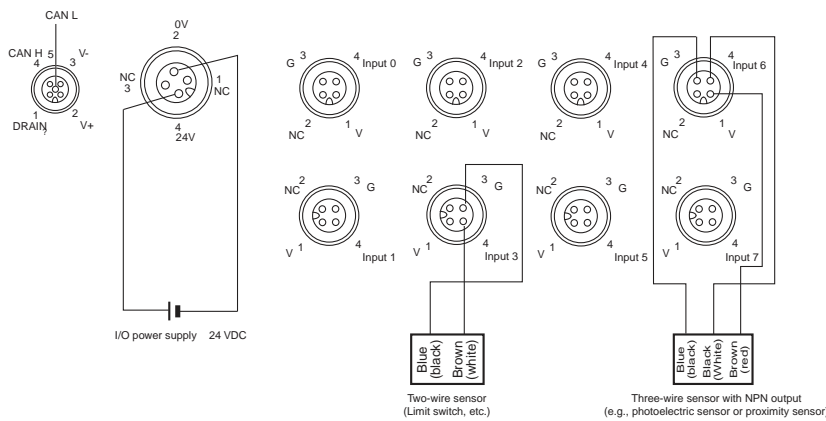 CAN L
CAN H 5 V-
4 3
1 2
DRAIN V+
?
0V
2
NC
3
1
NC
4
24V
I/O power supply 24 VDC
G 3 4 Input 0
NC 2 1 V
G 3 4 Input 2
NC 2 1 V
G 3 4 Input 4
NC 2 1 V
G 3 4 Input 6
NC 2 1 V
NC 2 3 G
V 1 4 Input 1
NC 2 3 G
V 1 4 Input 3
NC 2 3 G
V 1 4 Input 5
NC 2 3 G
V 1 4 Input 7
Blue
(black)
Brown
(white)
Two-wire sensor
(Limit switch, etc.)
Blue
(black)
Black
(White)
Brown
(red)
Three-wire sensor with NPN output
(e.g., photoelectric sensor or proximity sensor)